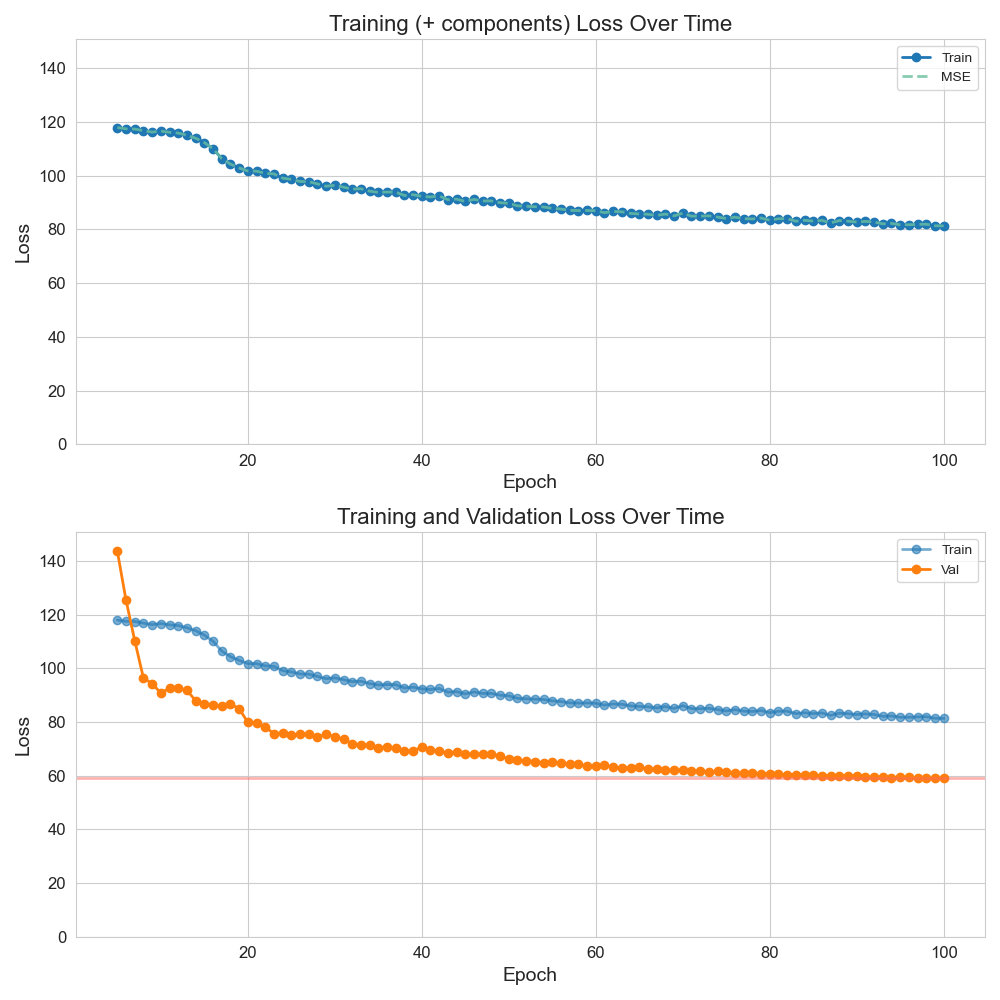 Training (+ components) Loss Over Time
Train
MSE
Loss
140
120
100
80
60
40
20
0
20 40 60 80 100
Epoch
Training and Validation Loss Over Time
Train
Val
Loss
140
120
100
80
60
40
20
0
20 40 60 80 100
Epoch